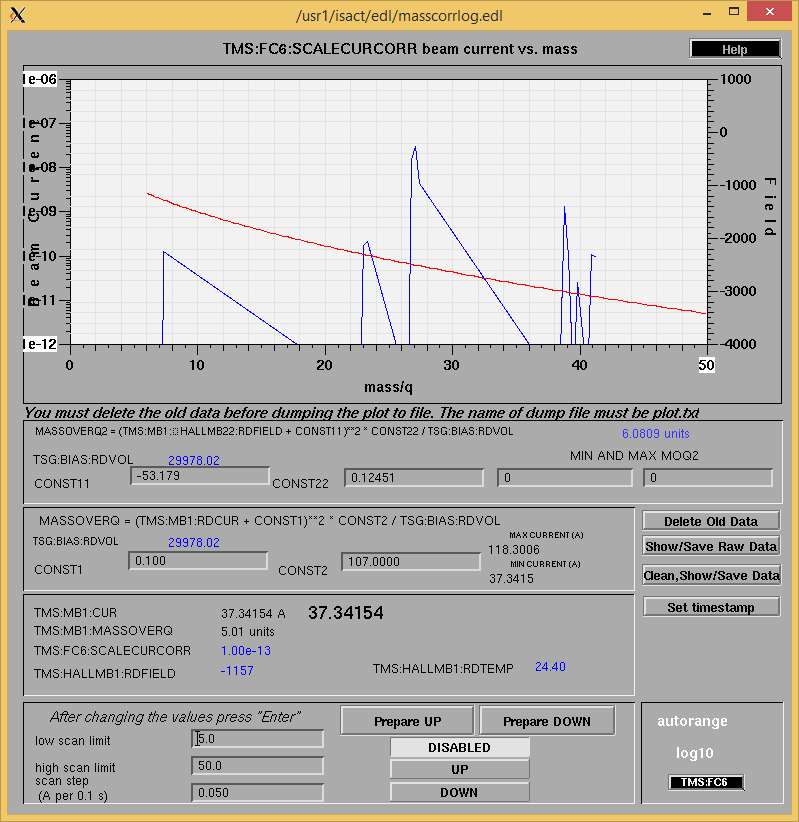 /usr1/isact/edl/masscorrlog.edl
TMS:FC6:SCALECURCORR beam current vs. mass
Help
1e-06
1e-07
1e-08
1e-09
1e-10
1e-11
1e-12
Beam Current
1000
0
-1000
-2000
-3000
-4000
Field
0 10 20 30 40 50
mass/q
You must delete the old data before dumping the plot to file. The name of dump file must be plot.txt
MASSOVERQ2 = (TMS:MB1:HALLMB22:RDFIELD + CONST11)**2 * CONST22 / TSG:BIAS:RDVOL
6.0809 units
TSG:BIAS:RDVOL 29978.02
MIN AND MAX MOQ2
CONST11 -53.179 CONST22 0.12451 0 0
MASSOVERQ = (TMS:MB1:RDCUR + CONST1)**2 * CONST2 / TSG:BIAS:RDVOL
TSG:BIAS:RDVOL 29978.02
MAX CURRENT (A)
118.3006
CONST1 0.100 CONST2 107.0000
MIN CURRENT (A)
37.3415
Delete Old Data
Show/Save Raw Data
Clean,Show/Save Data
Set timestamp
TMS:MB1:CUR 37.34154 A 37.34154
TMS:MB1:MASSOVERQ 5.01 units
TMS:FC6:SCALECURCORR 1.00e-13
TMS:HALLMB1:RDFIELD -1157
TMS:HALLMB1:RDTEMP 24.40
After changing the values press "Enter"
low scan limit 5.0
high scan limit 50.0
scan step
(A per 0.1 s) 0.050
Prepare UP
Prepare DOWN
DISABLED
UP
DOWN
autorange
log10
TMS:FC6